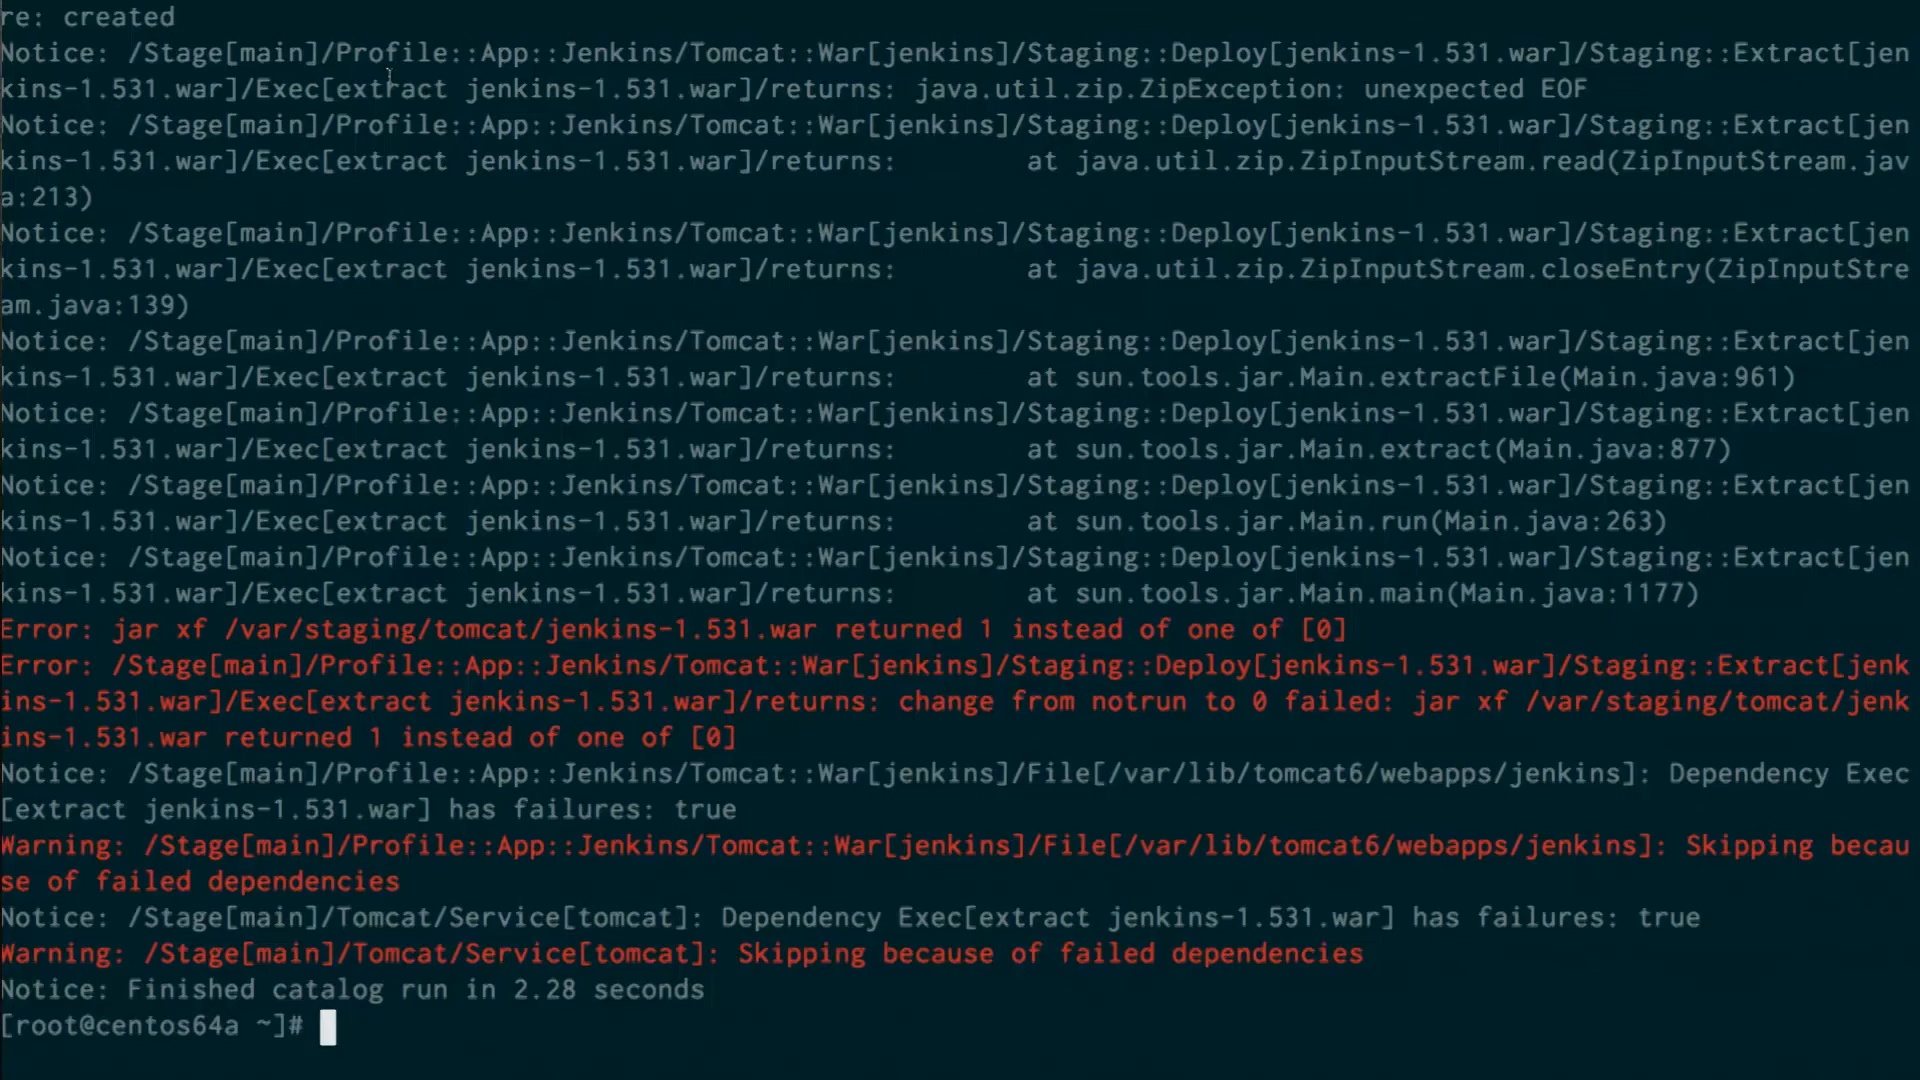 re: created
Notice: /Stage[main]/Profile::App::Jenkins/Tomcat::War[jenkins]/Staging::Deploy[jenkins-1.531.war]/Staging::Extract[jen
kins-1.531.war]/Exec[extract jenkins-1.531.war]/returns: java.util.zip.ZipException: unexpected EOF
Notice: /Stage[main]/Profile::App::Jenkins/Tomcat::War[jenkins]/Staging::Deploy[jenkins-1.531.war]/Staging::Extract[jen
kins-1.531.war]/Exec[extract jenkins-1.531.war]/returns:        at java.util.zip.ZipInputStream.read(ZipInputStream.jav
a:213)
Notice: /Stage[main]/Profile::App::Jenkins/Tomcat::War[jenkins]/Staging::Deploy[jenkins-1.531.war]/Staging::Extract[jen
kins-1.531.war]/Exec[extract jenkins-1.531.war]/returns:        at java.util.zip.ZipInputStream.closeEntry(ZipInputStre
am.java:139)
Notice: /Stage[main]/Profile::App::Jenkins/Tomcat::War[jenkins]/Staging::Deploy[jenkins-1.531.war]/Staging::Extract[jen
kins-1.531.war]/Exec[extract jenkins-1.531.war]/returns:        at sun.tools.jar.Main.extractFile(Main.java:961)
Notice: /Stage[main]/Profile::App::Jenkins/Tomcat::War[jenkins]/Staging::Deploy[jenkins-1.531.war]/Staging::Extract[jen
kins-1.531.war]/Exec[extract jenkins-1.531.war]/returns:        at sun.tools.jar.Main.extract(Main.java:877)
Notice: /Stage[main]/Profile::App::Jenkins/Tomcat::War[jenkins]/Staging::Deploy[jenkins-1.531.war]/Staging::Extract[jen
kins-1.531.war]/Exec[extract jenkins-1.531.war]/returns:        at sun.tools.jar.Main.run(Main.java:263)
Notice: /Stage[main]/Profile::App::Jenkins/Tomcat::War[jenkins]/Staging::Deploy[jenkins-1.531.war]/Staging::Extract[jen
kins-1.531.war]/Exec[extract jenkins-1.531.war]/returns:        at sun.tools.jar.Main.main(Main.java:1177)
Error: jar xf /var/staging/tomcat/jenkins-1.531.war returned 1 instead of one of [0]
Error: /Stage[main]/Profile::App::Jenkins/Tomcat::War[jenkins]/Staging::Deploy[jenkins-1.531.war]/Staging::Extract[jenk
ins-1.531.war]/Exec[extract jenkins-1.531.war]/returns: change from notrun to 0 failed: jar xf /var/staging/tomcat/jenk
ins-1.531.war returned 1 instead of one of [0]
Notice: /Stage[main]/Profile::App::Jenkins/Tomcat::War[jenkins]/File[/var/lib/tomcat6/webapps/jenkins]: Dependency Exec
[extract jenkins-1.531.war] has failures: true
Warning: /Stage[main]/Profile::App::Jenkins/Tomcat::War[jenkins]/File[/var/lib/tomcat6/webapps/jenkins]: Skipping becau
se of failed dependencies
Notice: /Stage[main]/Tomcat/Service[tomcat]: Dependency Exec[extract jenkins-1.531.war] has failures: true
Warning: /Stage[main]/Tomcat/Service[tomcat]: Skipping because of failed dependencies
Notice: Finished catalog run in 2.28 seconds
[root@centos64a ~]#